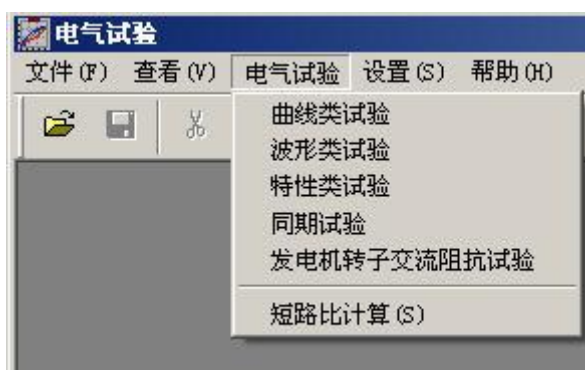 电气试验
文件(F) 查看(V) 电气试验 设置(S) 帮助(H)
曲线类试验
波形类试验
特性类试验
同期试验
发电机转子交流阻抗试验
短路比计算(S)